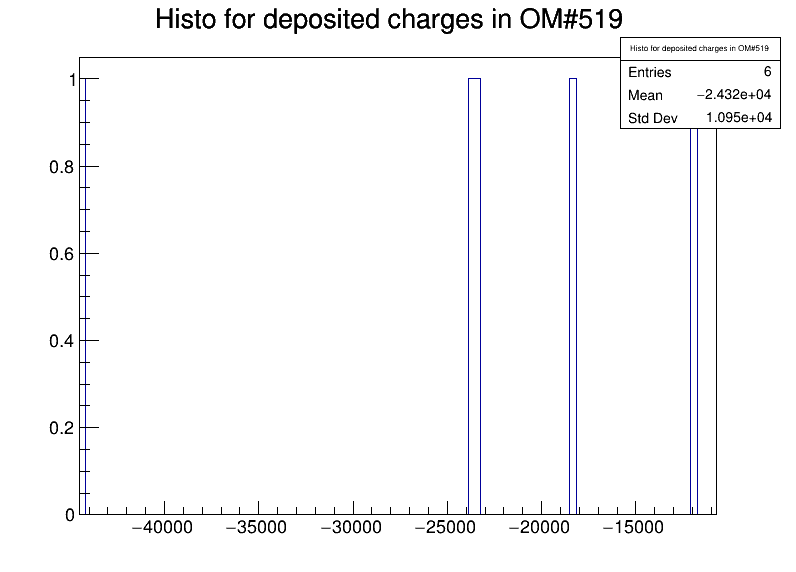 Histo for deposited charges in OM#519
Histo for deposited charges in OM#519
Entries 6
Mean −2.432e+04
Std Dev 1.095e+04
1
0.8
0.6
0.4
0.2
0
−40000 −35000 −30000 −25000 −20000 −15000